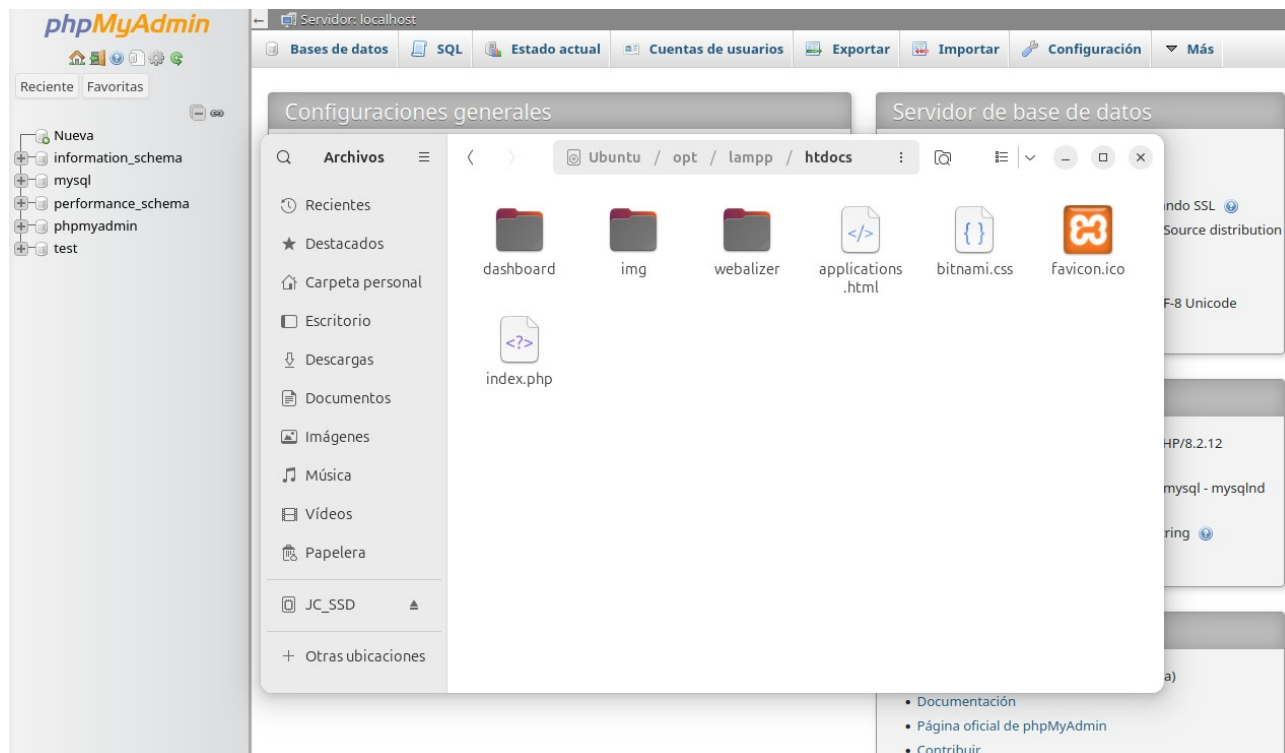 phpMyAdmin
Reciente Favoritas
Nueva
information_schema
mysql
performance_schema
phpmyadmin
test
Servidor: localhost
Bases de datos SQL Estado actual Cuentas de usuarios Exportar Importar Configuración Más
Configuraciones generales
Servidor de base de datos
Archivos
Ubuntu / opt / lampp / htdocs
Recientes
Destacados
Carpeta personal
Escritorio
Descargas
Documentos
Imágenes
Música
Vídeos
Papelera
JC_SSD
+ Otras ubicaciones
dashboard
img
webalizer
</>
applications
.html
{ }
bitnami.css
favicon.ico
<?>
index.php
SSL
Source distribution
F-8 Unicode
HP/8.2.12
mysql - mysqlnd
• Documentación
• Página oficial de phpMyAdmin
• Contribuir